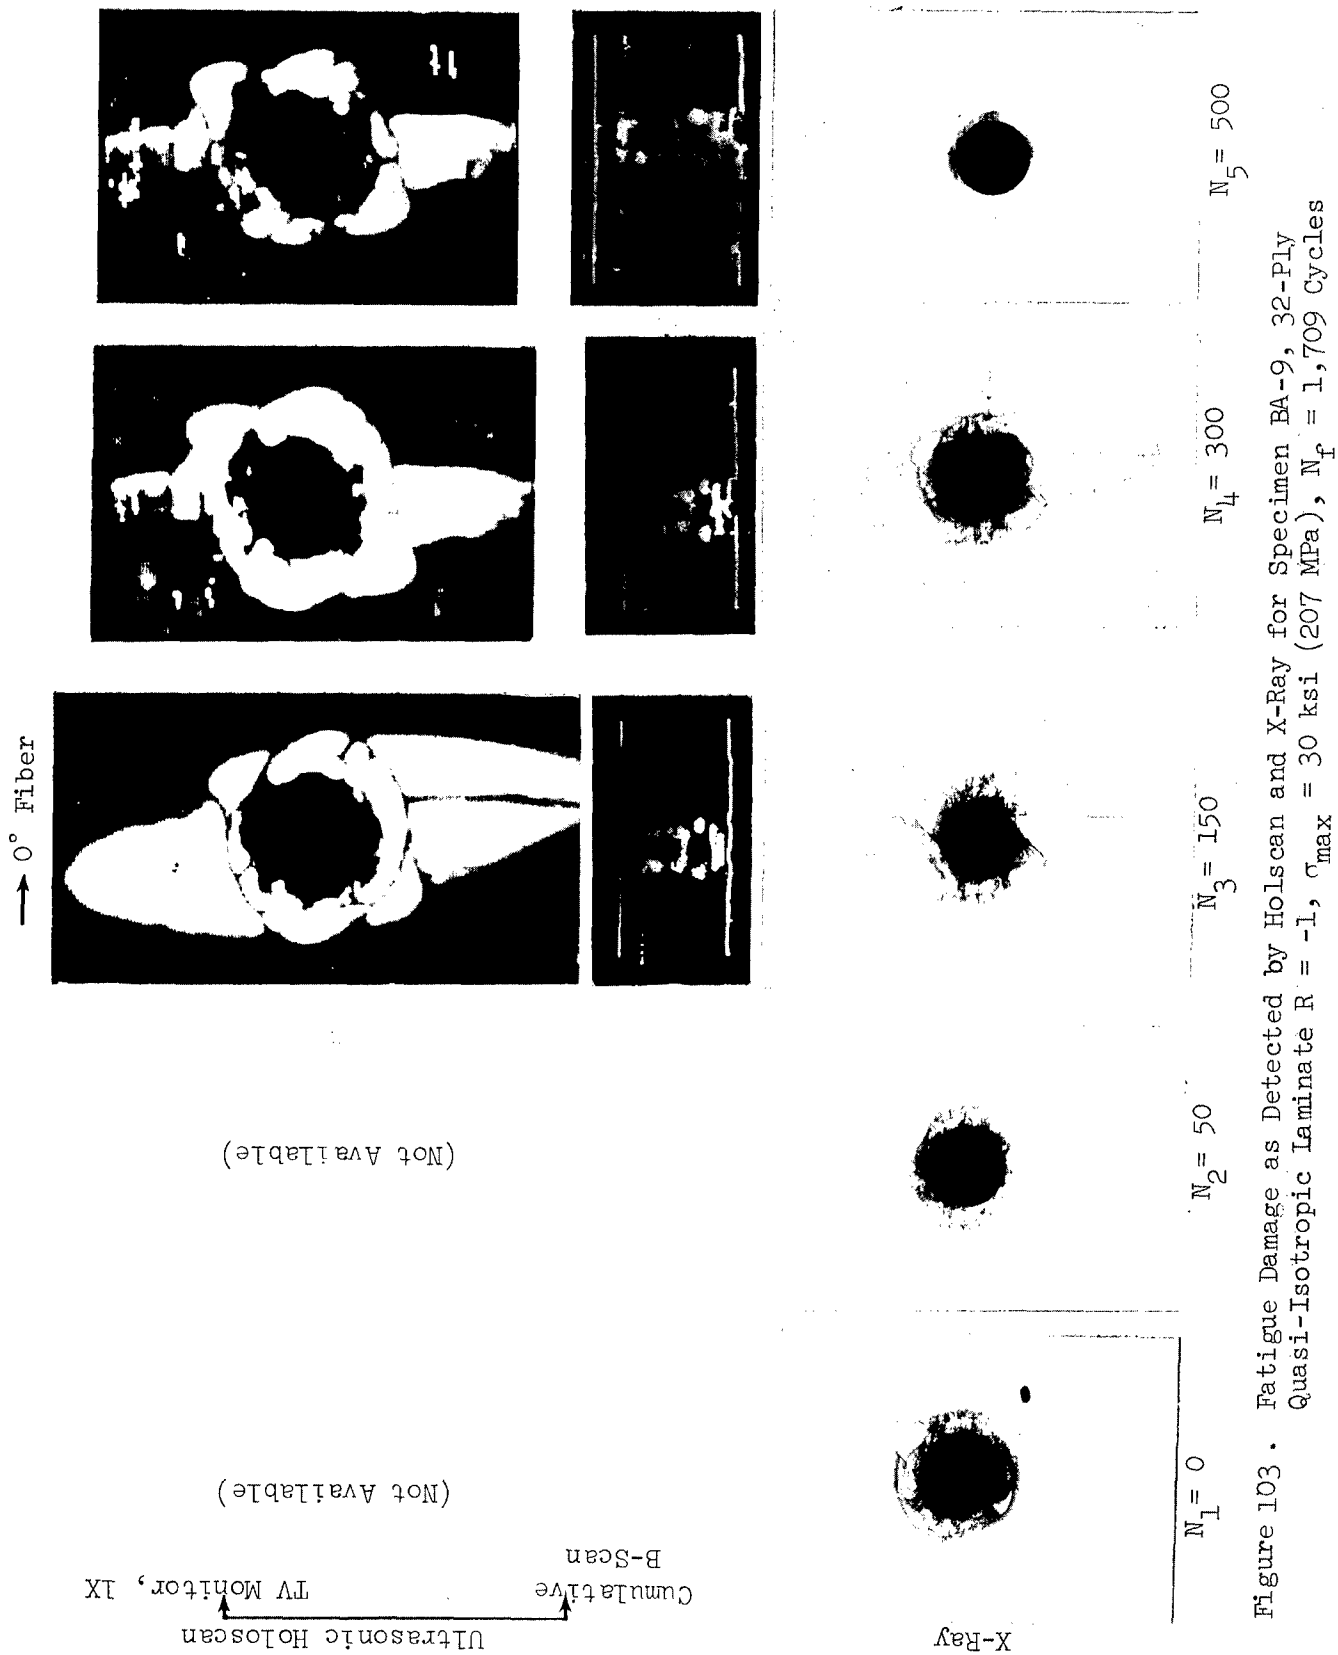 → 0° Fiber
Ultrasonic Holoscan
TV Monitor, 1X
Cumulative
B-Scan
(Not Available)
(Not Available)
X-Ray
N1= 0
N2= 50
N3= 150
N4= 300
N5= 500
Figure 103. Fatigue Damage as Detected by Holscan and X-Ray for Specimen BA-9, 32-Ply
Quasi-Isotropic Laminate R = -1, σmax = 30 ksi (207 MPa), Nf = 1,709 Cycles